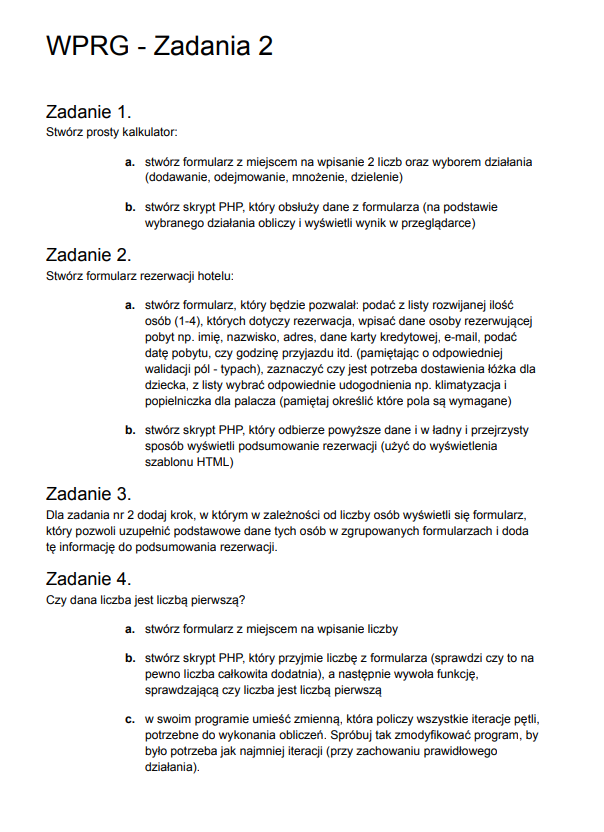 WPRG - Zadania 2
Zadanie 1.
Stwórz prosty kalkulator:
a. stwórz formularz z miejscem na wpisanie 2 liczb oraz wyborem działania
(dodawanie, odejmowanie, mnożenie, dzielenie)
b. stwórz skrypt PHP, który obsłuży dane z formularza (na podstawie
wybranego działania obliczy i wyświetli wynik w przeglądarce)
Zadanie 2.
Stwórz formularz rezerwacji hotelu:
a. stwórz formularz, który będzie pozwalał: podać z listy rozwijanej ilość
osób (1-4), których dotyczy rezerwacja, wpisać dane osoby rezerwującej
pobyt np. imię, nazwisko, adres, dane karty kredytowej, e-mail, podać
datę pobytu, czy godzinę przyjazdu itd. (pamiętając o odpowiedniej
walidacji pól - typach), zaznaczyć czy jest potrzeba dostawienia łóżka dla
dziecka, z listy wybrać odpowiednie udogodnienia np. klimatyzacja i
popielniczka dla palacza (pamiętaj określić które pola są wymagane)
b. stwórz skrypt PHP, który odbierze powyższe dane i w ładny i przejrzysty
sposób wyświetli podsumowanie rezerwacji (użyć do wyświetlenia
szablonu HTML)
Zadanie 3.
Dla zadania nr 2 dodaj krok, w którym w zależności od liczby osób wyświetli się formularz,
który pozwoli uzupełnić podstawowe dane tych osób w zgrupowanych formularzach i doda
tę informację do podsumowania rezerwacji.
Zadanie 4.
Czy dana liczba jest liczbą pierwszą?
a. stwórz formularz z miejscem na wpisanie liczby
b. stwórz skrypt PHP, który przyjmie liczbę z formularza (sprawdzi czy to na
pewno liczba całkowita dodatnia), a następnie wywoła funkcję,
sprawdzającą czy liczba jest liczbą pierwszą
c. w swoim programie umieść zmienną, która policzy wszystkie iteracje pętli,
potrzebne do wykonania obliczeń. Spróbuj tak zmodyfikować program, by
było potrzeba jak najmniej iteracji (przy zachowaniu prawidłowego
działania).